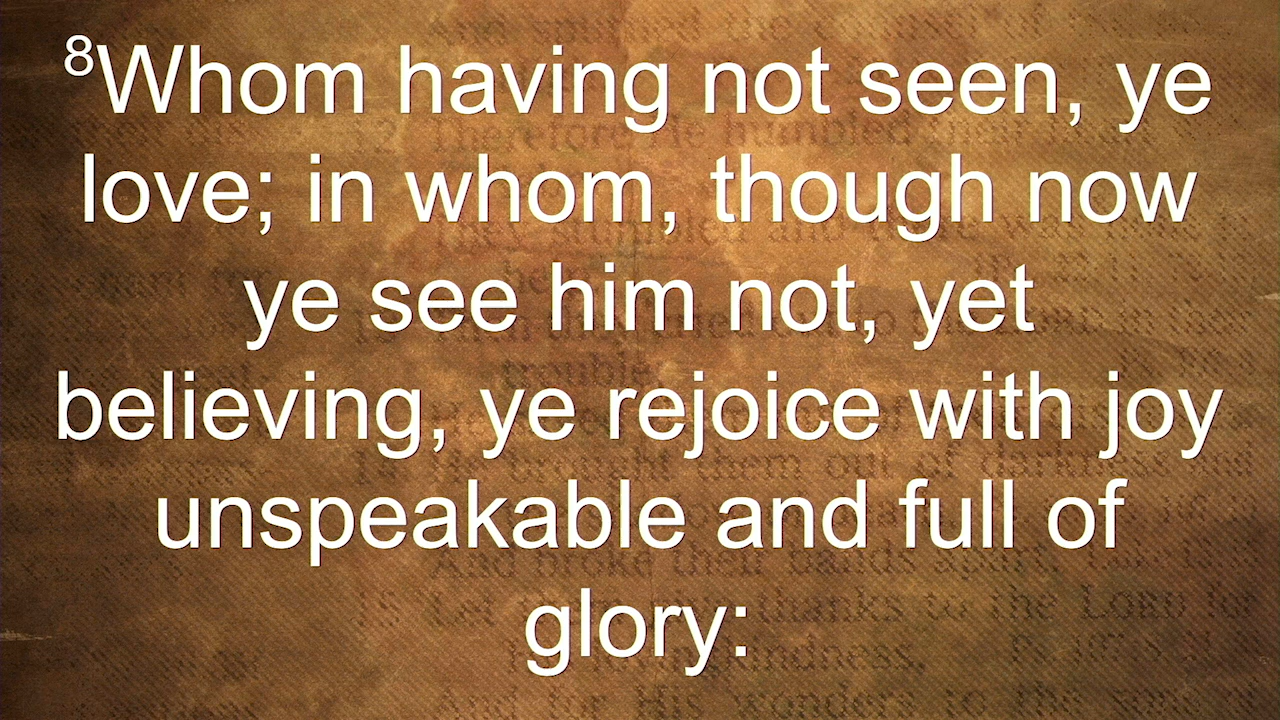 8Whom having not seen, ye
love; in whom, though now
ye see him not, yet
believing, ye rejoice with joy
unspeakable and full of
glory: